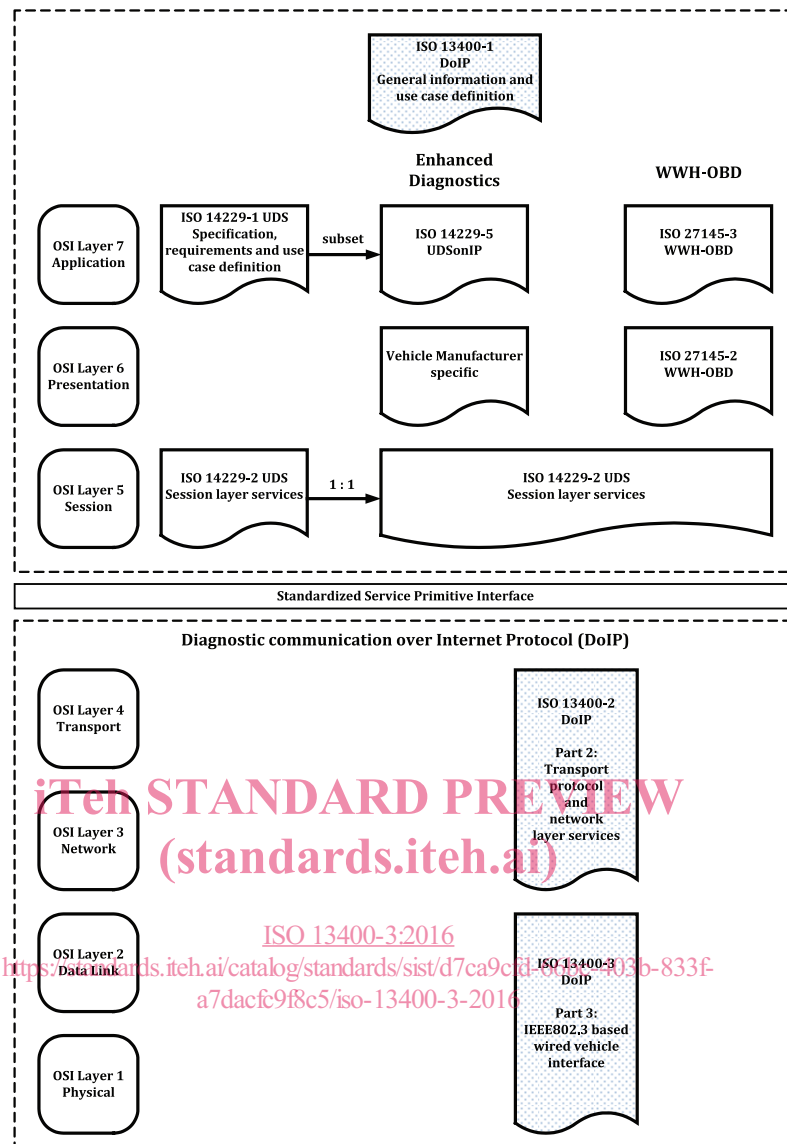 ISO 13400-1
DoIP
General information and
use case definition
Enhanced
Diagnostics
WWH-OBD
OSI Layer 7
Application
ISO 14229-1 UDS
Specification,
requirements and use
case definition
subset
ISO 14229-5
UDSonIP
ISO 27145-3
WWH-OBD
OSI Layer 6
Presentation
Vehicle Manufacturer
specific
ISO 27145-2
WWH-OBD
OSI Layer 5
Session
ISO 14229-2 UDS
Session layer services
1 : 1
ISO 14229-2 UDS
Session layer services
Standardized Service Primitive Interface
Diagnostic communication over Internet Protocol (DoIP)
OSI Layer 4
Transport
ISO 13400-2
DoIP
Part 2:
Transport
protocol
and
network
layer services
iTeh STANDARD PREVIEW
(standards.iteh.ai)
OSI Layer 3
Network
ISO 13400-3:2016
https://standards.iteh.ai/catalog/standards/sist/d7ca9cfd-06bc-403b-833f-
a7dacfc9f8c5/iso-13400-3-2016
OSI Layer 2
Data Link
ISO 13400-3
DoIP
Part 3:
IEEE802.3 based
wired vehicle
interface
OSI Layer 1
Physical